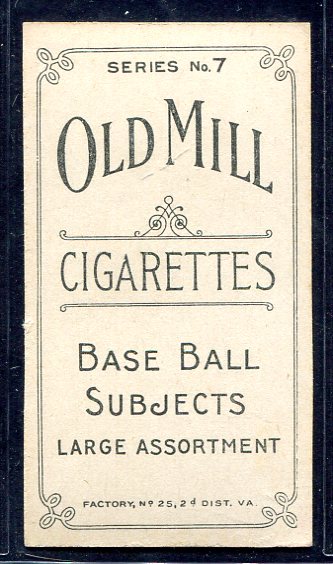 SERIES No. 7
OLD MILL
CIGARETTES
BASE BALL
SUBJECTS
LARGE ASSORTMENT
FACTORY, Nº 25, 2d DIST. VA.